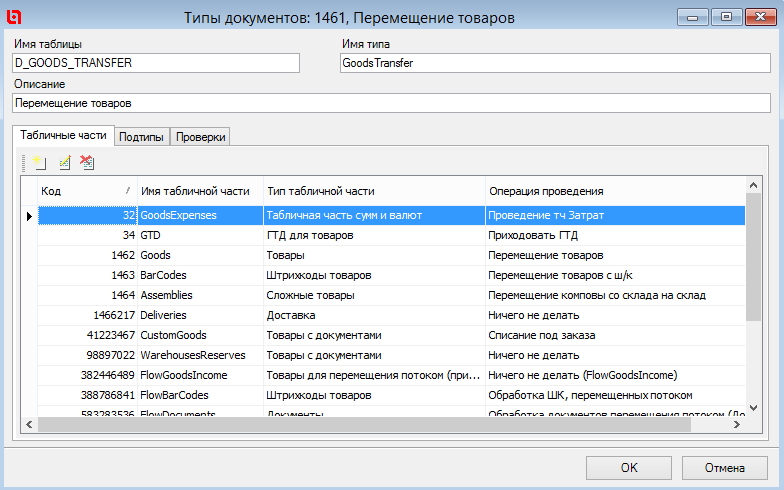 Типы документов: 1461, Перемещение товаров
Имя таблицы Имя типа
D_GOODS_TRANSFER GoodsTransfer
Описание
Перемещение товаров
Табличные части Подтипы Проверки
Код Имя табличной части Тип табличной части Операция проведения
32 GoodsExpenses Табличная часть сумм и валют Проведение тч Затрат
34 GTD ГТД для товаров Приходовать ГТД
1462 Goods Товары Перемещение товаров
1463 BarCodes Штрихкоды товаров Перемещение товаров с ш/к
1464 Assemblies Сложные товары Перемещение комповы со склада на склад
1466217 Deliveries Доставка Ничего не делать
41223467 CustomGoods Товары с документами Списание под заказа
98897022 WarehousesReserves Товары с документами Ничего не делать
382446489 FlowGoodsIncome Товары для перемещения потоком (при... Ничего не делать (FlowGoodsIncome)
388786841 FlowBarCodes Штрихкоды товаров Обработка ШК, перемещенных потоком
583283536 FlowDocuments Документы Обработка документов перемещения потоком (До
OK Отмена